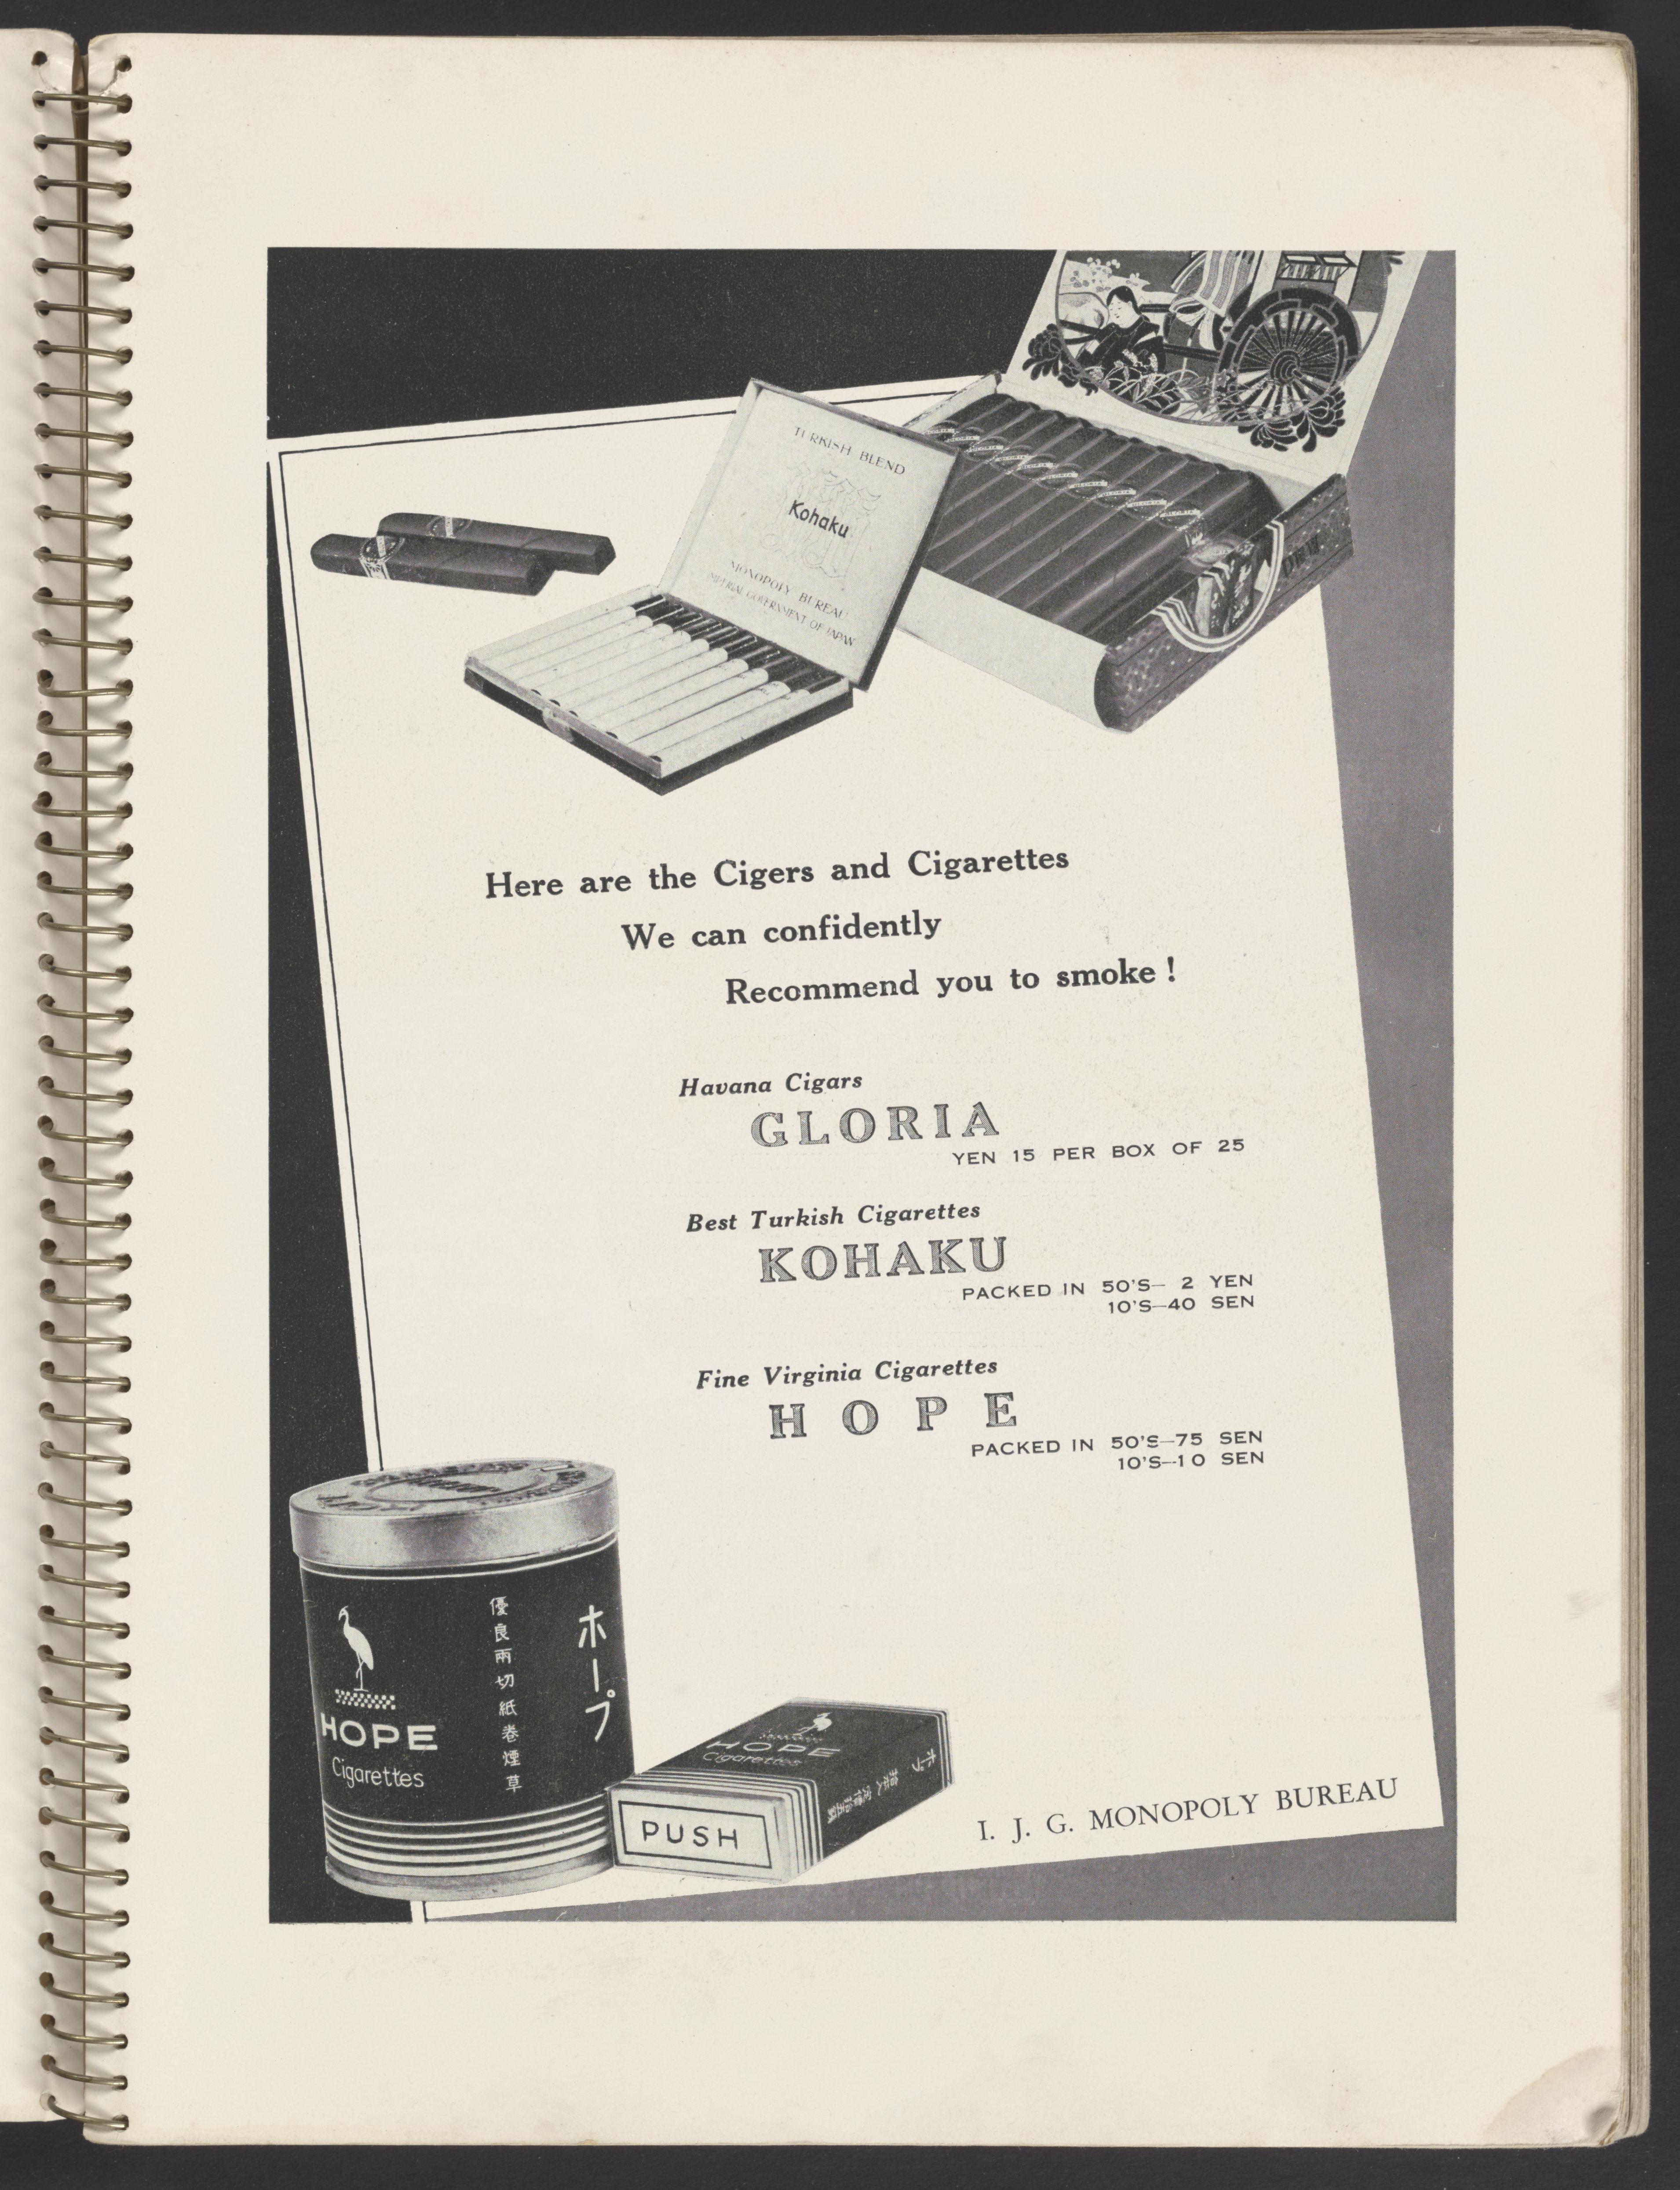 TURKISH BLEND
Kohaku
MONOPOLY BUREAU
IMPERIAL GOVERNMENT OF JAPAN
Here are the Cigers and Cigarettes
We can confidently
Recommend you to smoke !
Havana Cigars
GLORIA
YEN 15 PER BOX OF 25
Best Turkish Cigarettes
KOHAKU
PACKED IN 50'S— 2 YEN
10'S—40 SEN
Fine Virginia Cigarettes
HOPE
PACKED IN 50'S—75 SEN
10'S—10 SEN
ホープ
優良兩切紙卷煙草
HOPE
Cigarettes
HOPE
Cigarettes
PUSH
I. J. G. MONOPOLY BUREAU